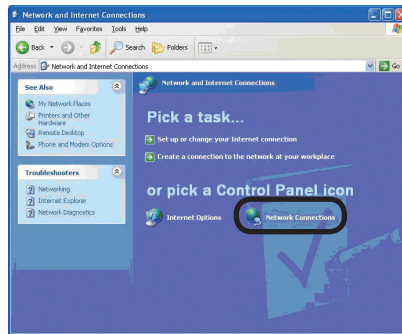 Network and Internet Connections
File Edit View Favorites Tools Help
Back Search Folders
Address Network and Internet Connections Go
See Also
My Network Places
Printers and Other
Hardware
Remote Desktop
Phone and Modem Options
Troubleshooters
Networking
Internet Explorer
Network Diagnostics
Network and Internet Connections
Pick a task...
Set up or change your Internet connection
Create a connection to the network at your workplace
or pick a Control Panel icon
Internet Options Network Connections